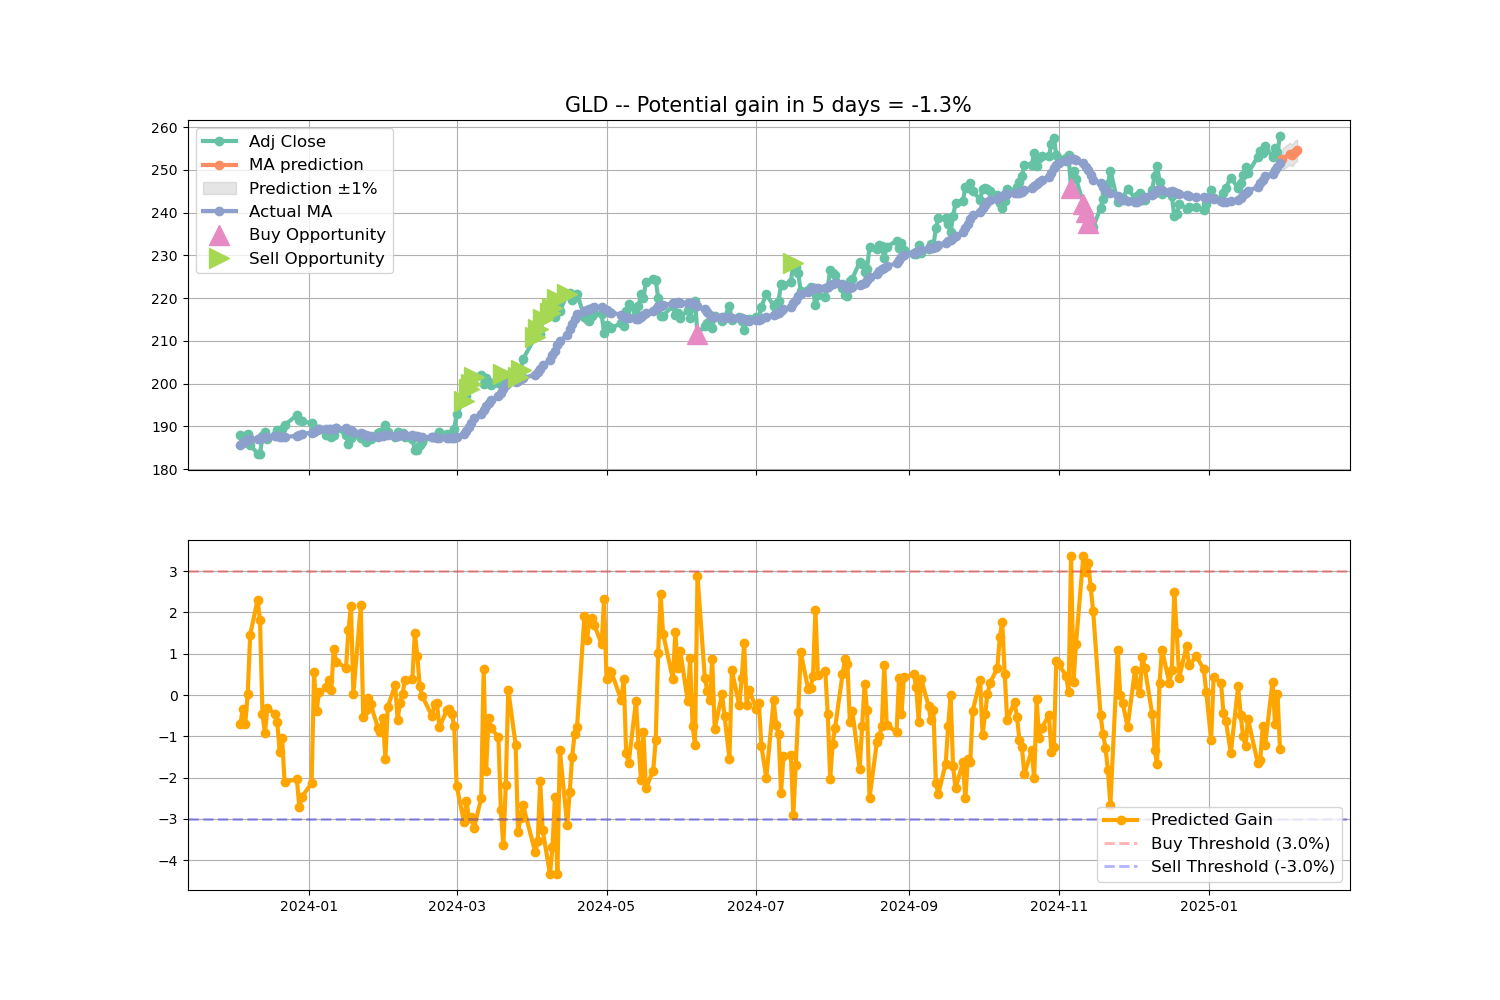 GLD -- Potential gain in 5 days = -1.3%
260
250
240
230
220
210
200
190
180
Adj Close
MA prediction
Prediction ±1%
Actual MA
Buy Opportunity
Sell Opportunity
3
2
1
0
−1
−2
−3
−4
Predicted Gain
Buy Threshold (3.0%)
Sell Threshold (-3.0%)
2024-01 2024-03 2024-05 2024-07 2024-09 2024-11 2025-01